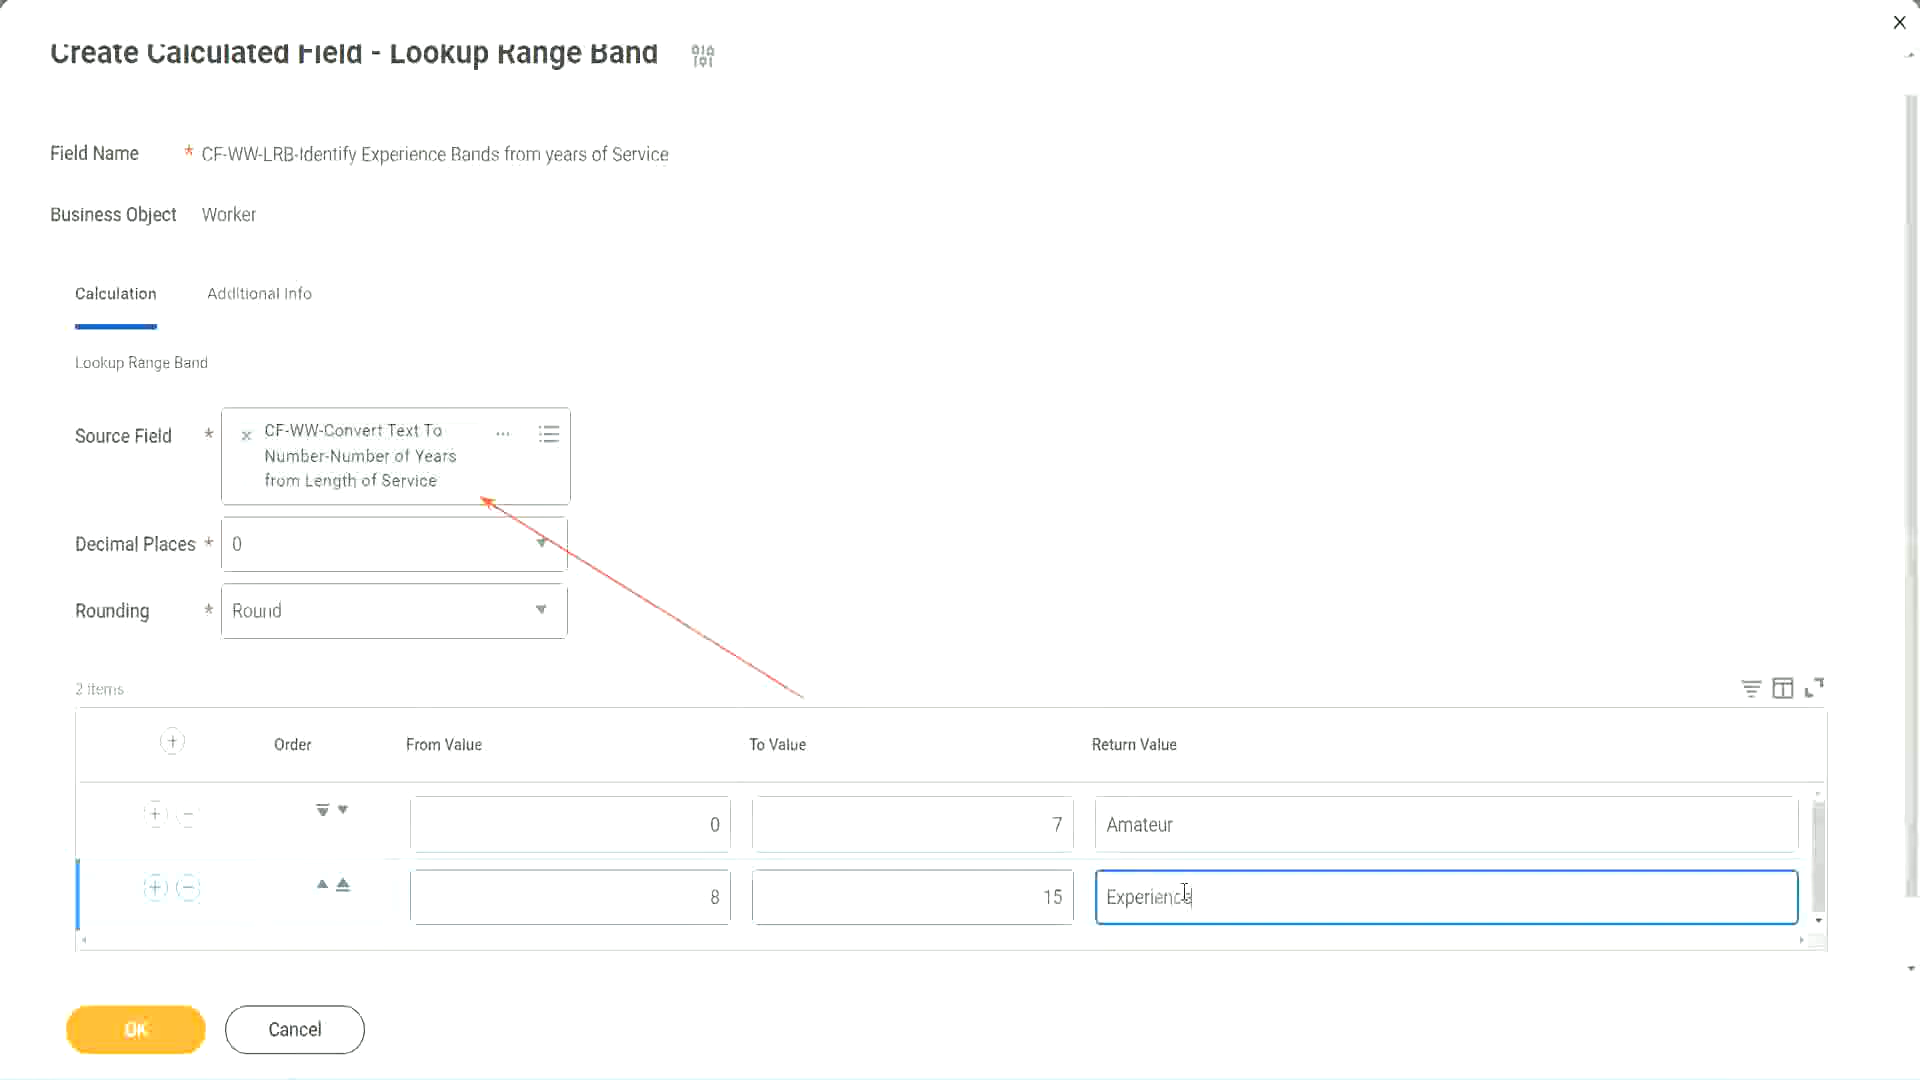 Create Calculated Field - Lookup Range Band
Field Name * CF-WW-LRB-Identify Experience Bands from years of Service
Business Object Worker
Calculation Additional Info
Lookup Range Band
Source Field * × CF-WW-Convert Text To
Number-Number of Years
from Length of Service
Decimal Places * 0
Rounding * Round
2 items
Order From Value To Value Return Value
0 7 Amateur
8 15 Experience
OK Cancel